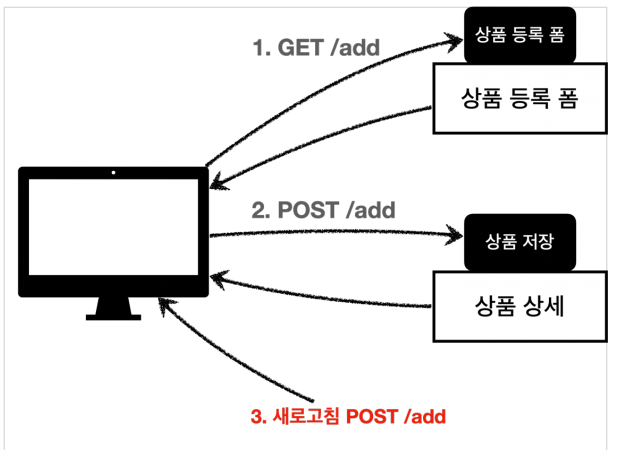 1. GET /add
상품 등록 폼
상품 등록 폼
2. POST /add
상품 저장
상품 상세
3. 새로고침 POST /add